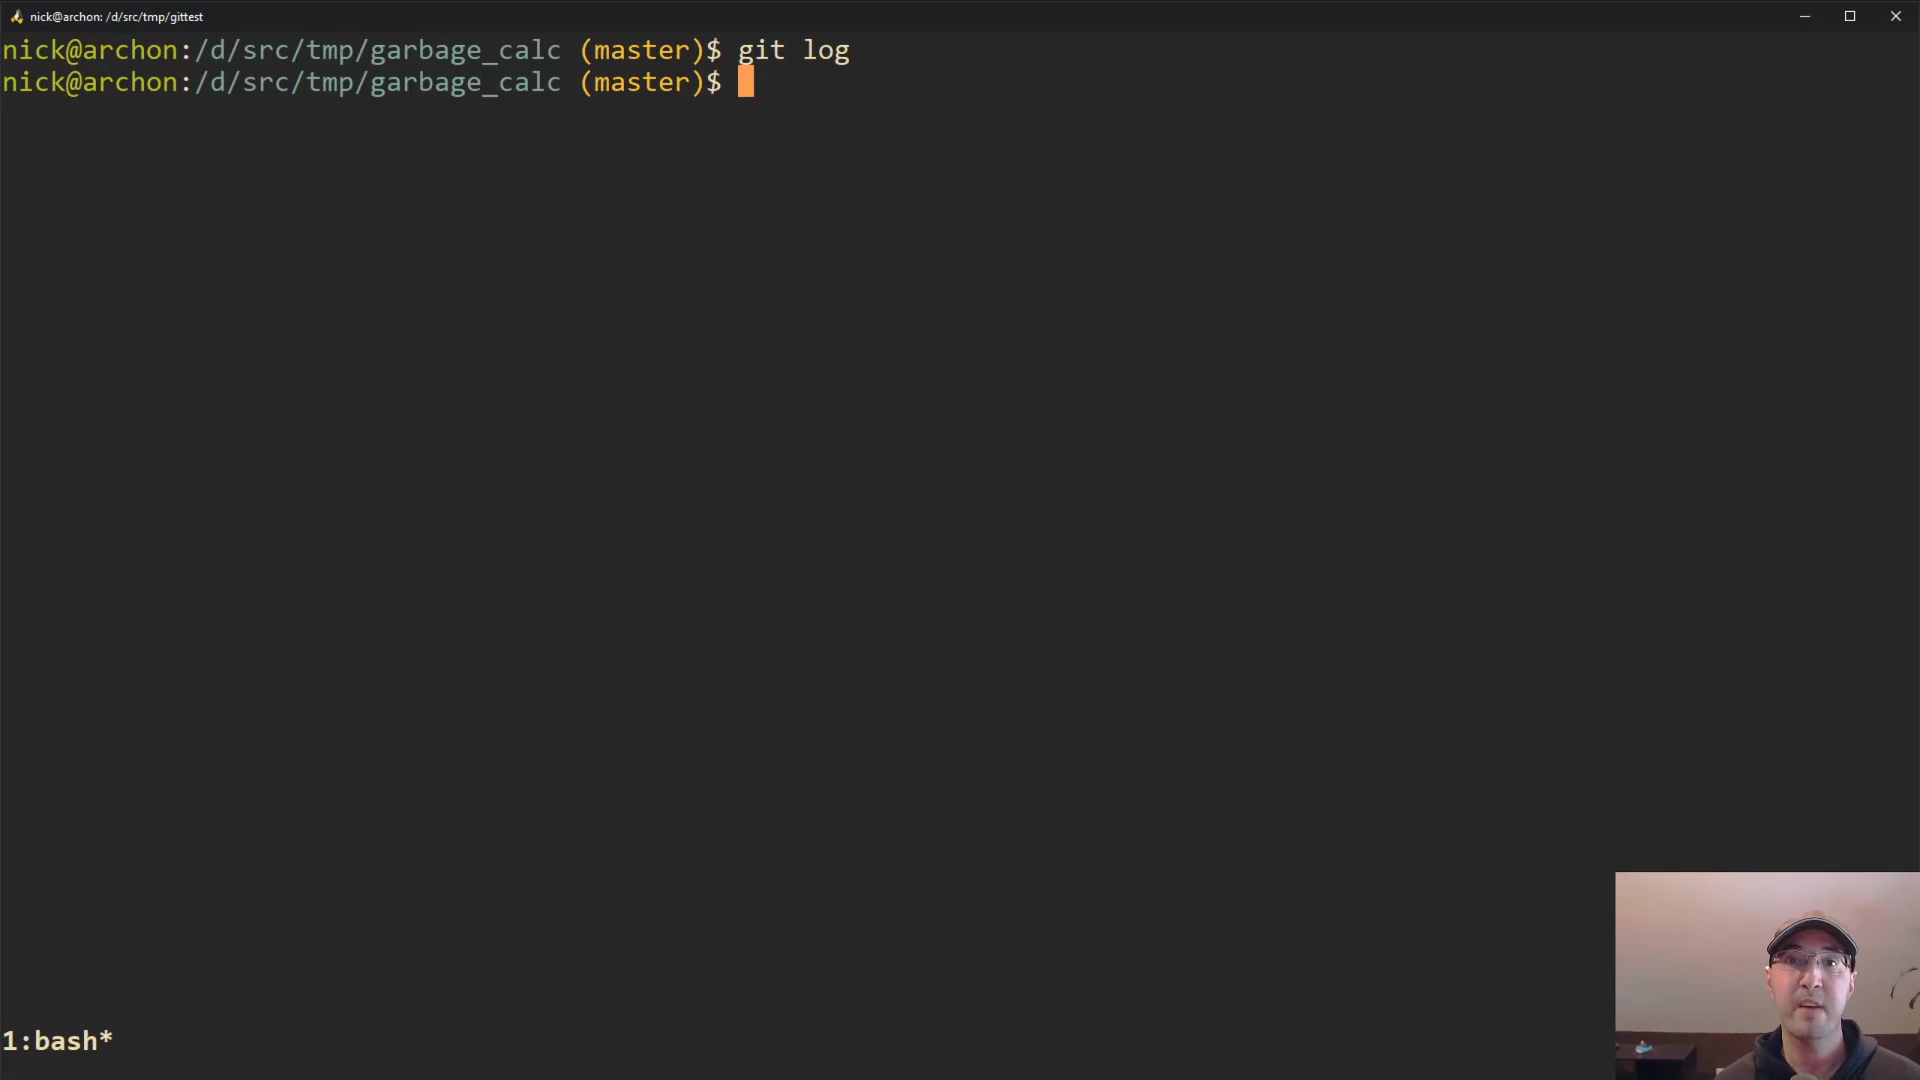 nick@archon: /d/src/tmp/gittest
nick@archon:/d/src/tmp/garbage_calc (master)$ git log
nick@archon:/d/src/tmp/garbage_calc (master)$
1:bash*